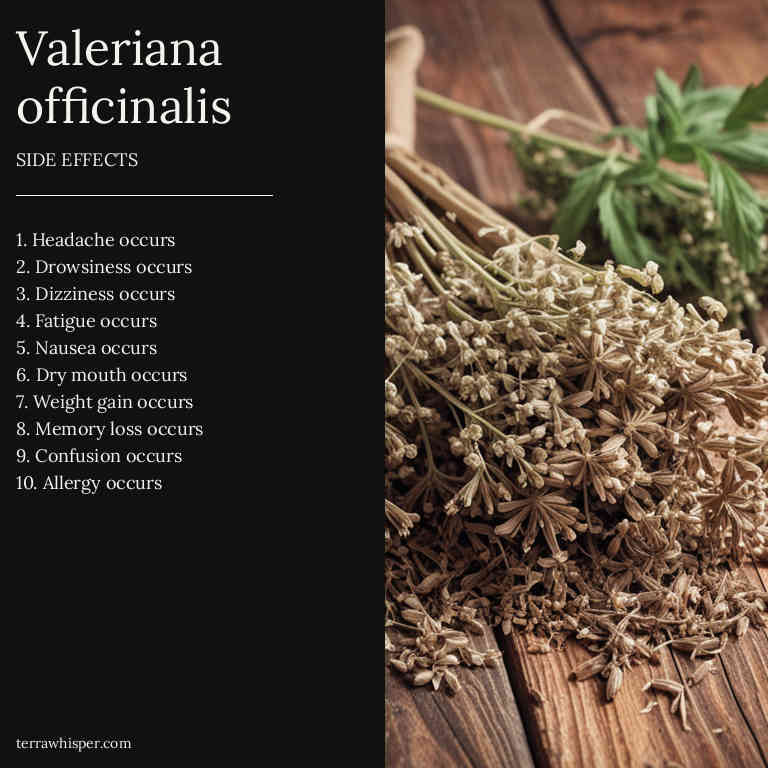 Valeriana
officinalis
SIDE EFFECTS
1. Headache occurs
2. Drowsiness occurs
3. Dizziness occurs
4. Fatigue occurs
5. Nausea occurs
6. Dry mouth occurs
7. Weight gain occurs
8. Memory loss occurs
9. Confusion occurs
10. Allergy occurs
terrawhisper.com